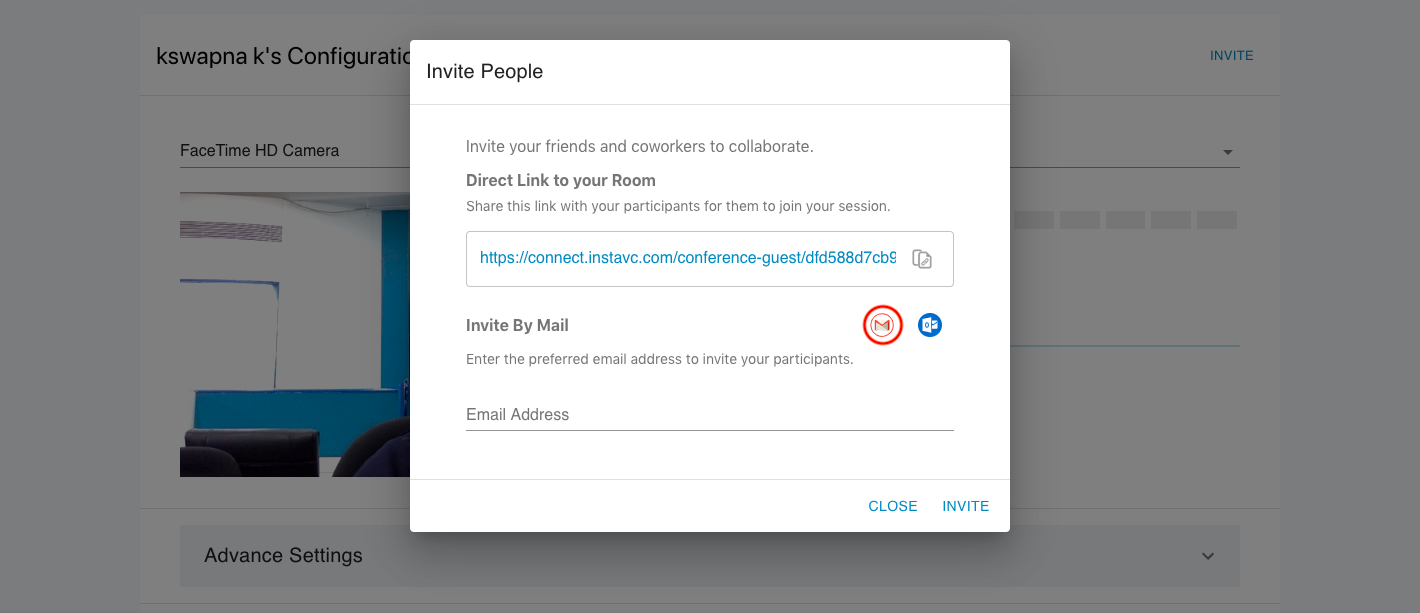 kswapna k's Configuratio
INVITE
Invite People
FaceTime HD Camera
Invite your friends and coworkers to collaborate.
Direct Link to your Room
Share this link with your participants for them to join your session.
https://connect.instavc.com/conference-guest/dfd588d7cb9
Invite By Mail
Enter the preferred email address to invite your participants.
Email Address
CLOSE INVITE
Advance Settings